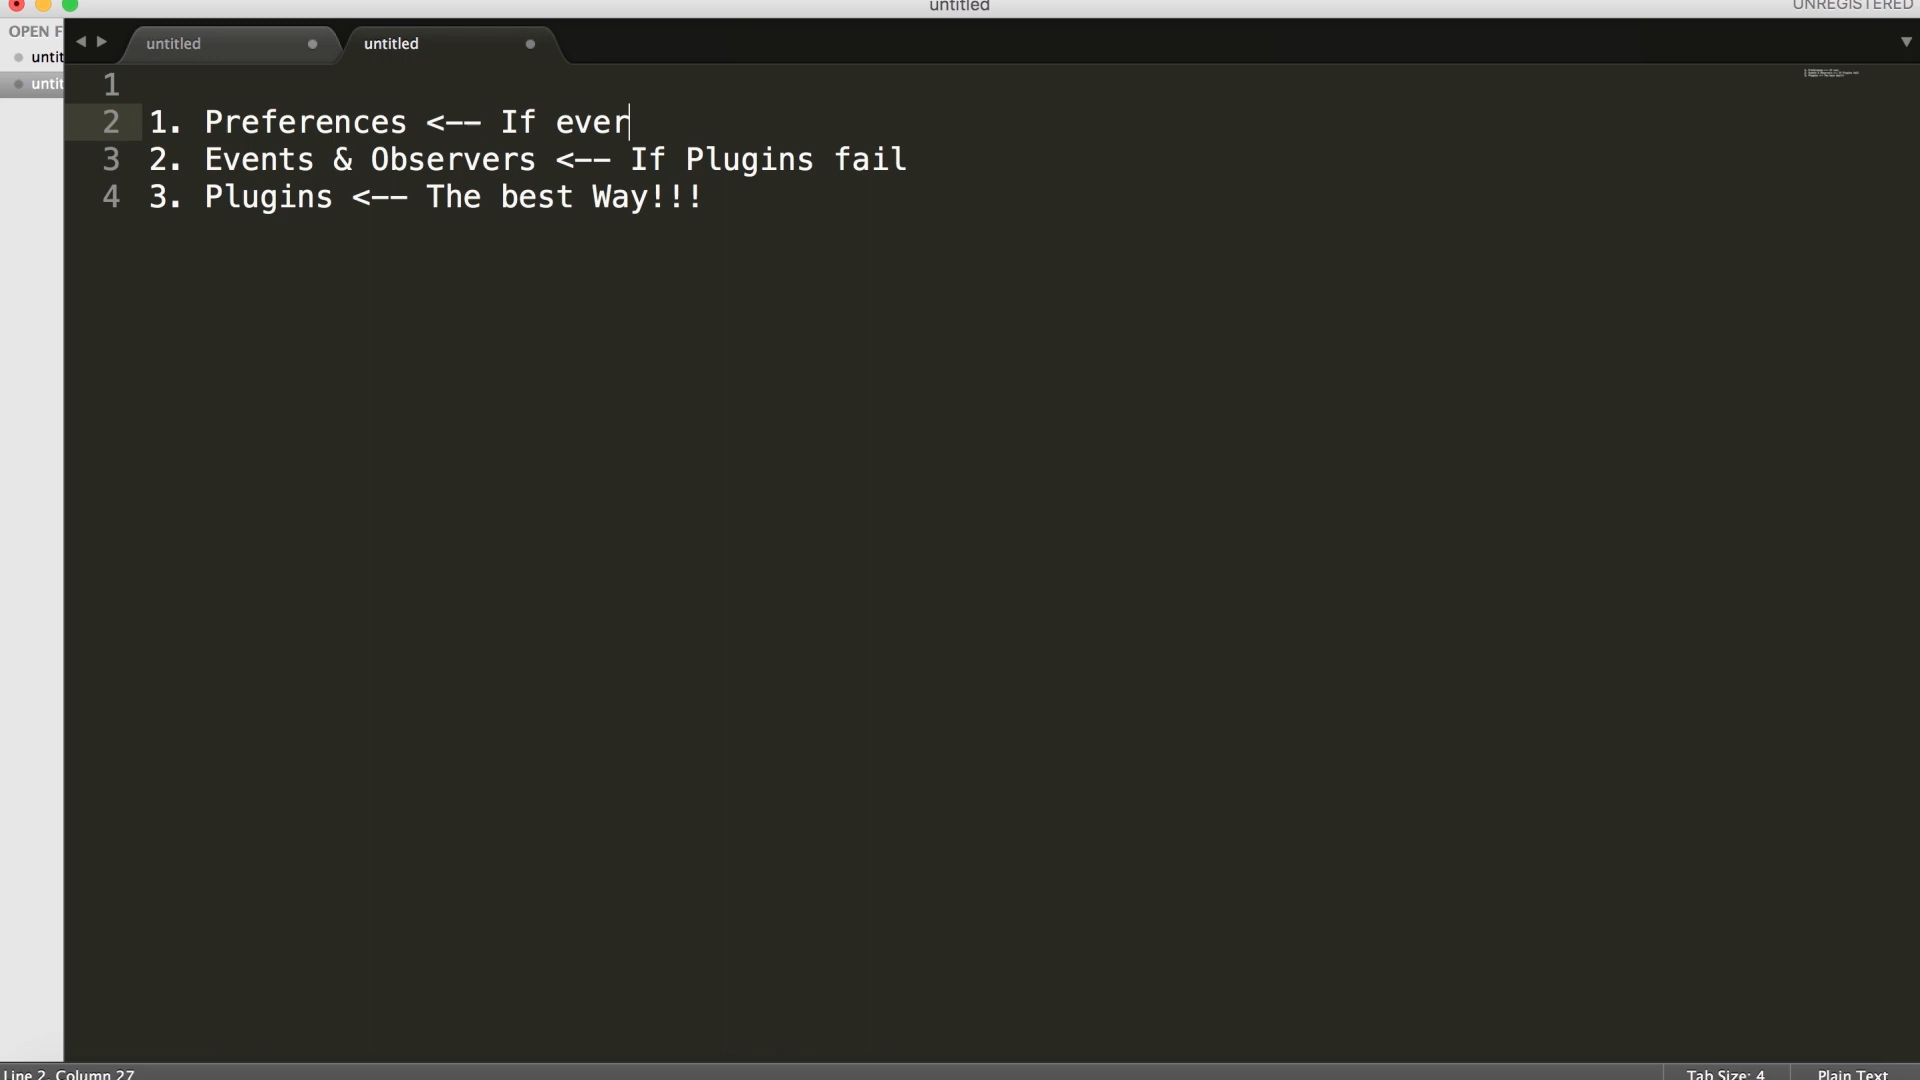 untitled
UNREGISTERED
OPEN F
untit
untit
untitled
untitled
1
2 1. Preferences <-- If ever
3 2. Events & Observers <-- If Plugins fail
4 3. Plugins <-- The best Way!!!
Line 2, Column 27
Tab Size: 4
Plain Text